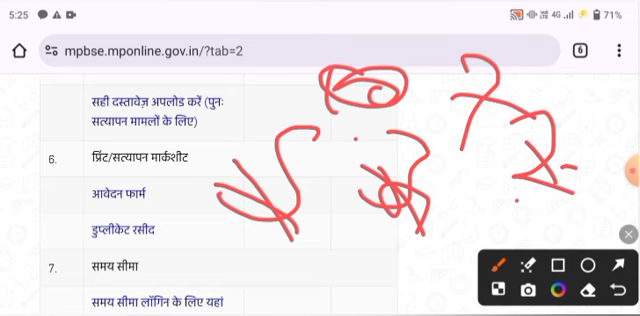 5:25 4G 71%
mpbse.mponline.gov.in/?tab=2 6
सही दस्तावेज़ अपलोड करें (पुनः
सत्यापन मामलों के लिए)
6. प्रिंट/सत्यापन मार्कशीट
आवेदन फार्म
डुप्लीकेट रसीद
7. समय सीमा
समय सीमा लॉगिन के लिए यहां